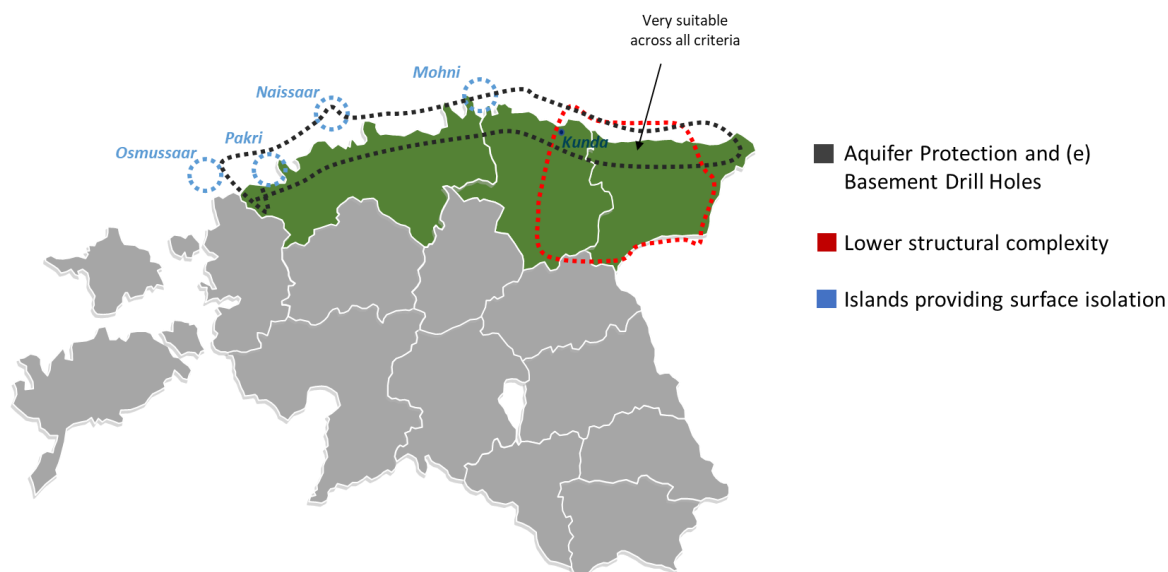 Very suitable
across all criteria
Mohni
Naissaar
Pakri
Osmussaar
Kunda
Aquifer Protection and (e)
Basement Drill Holes
Lower structural complexity
Islands providing surface isolation